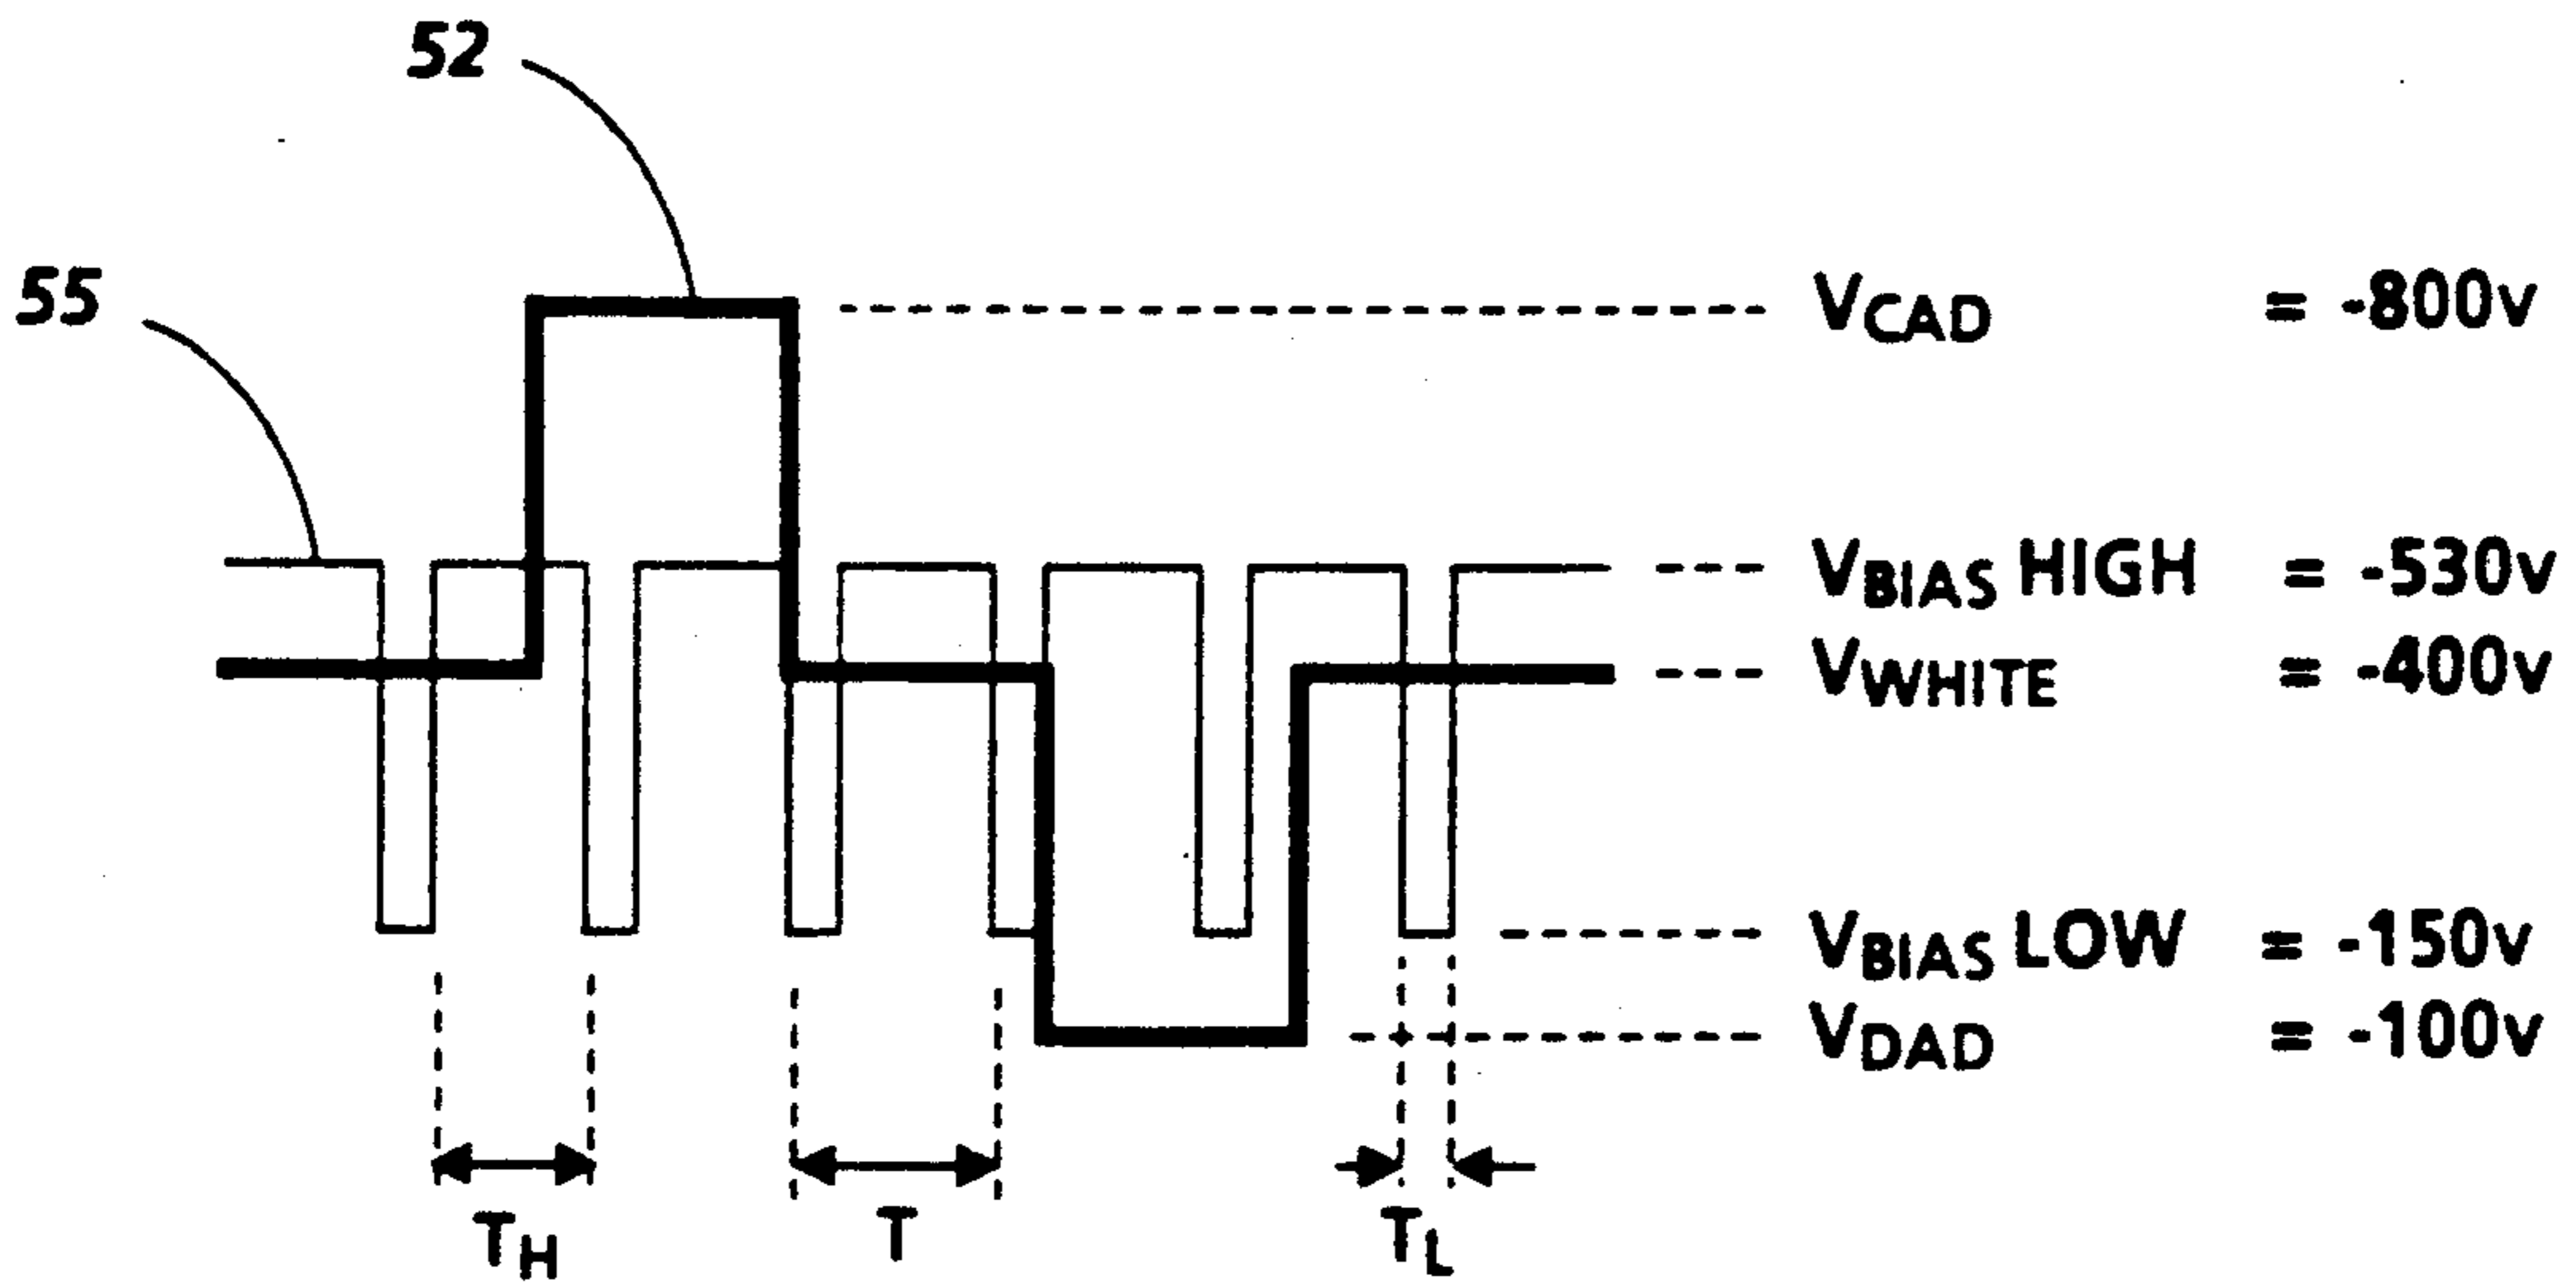 52
55
VCAD = -800v
VBIAS HIGH = -530v
VWHITE = -400v
VBIAS LOW = -150v
VDAD = -100v
TH T TL